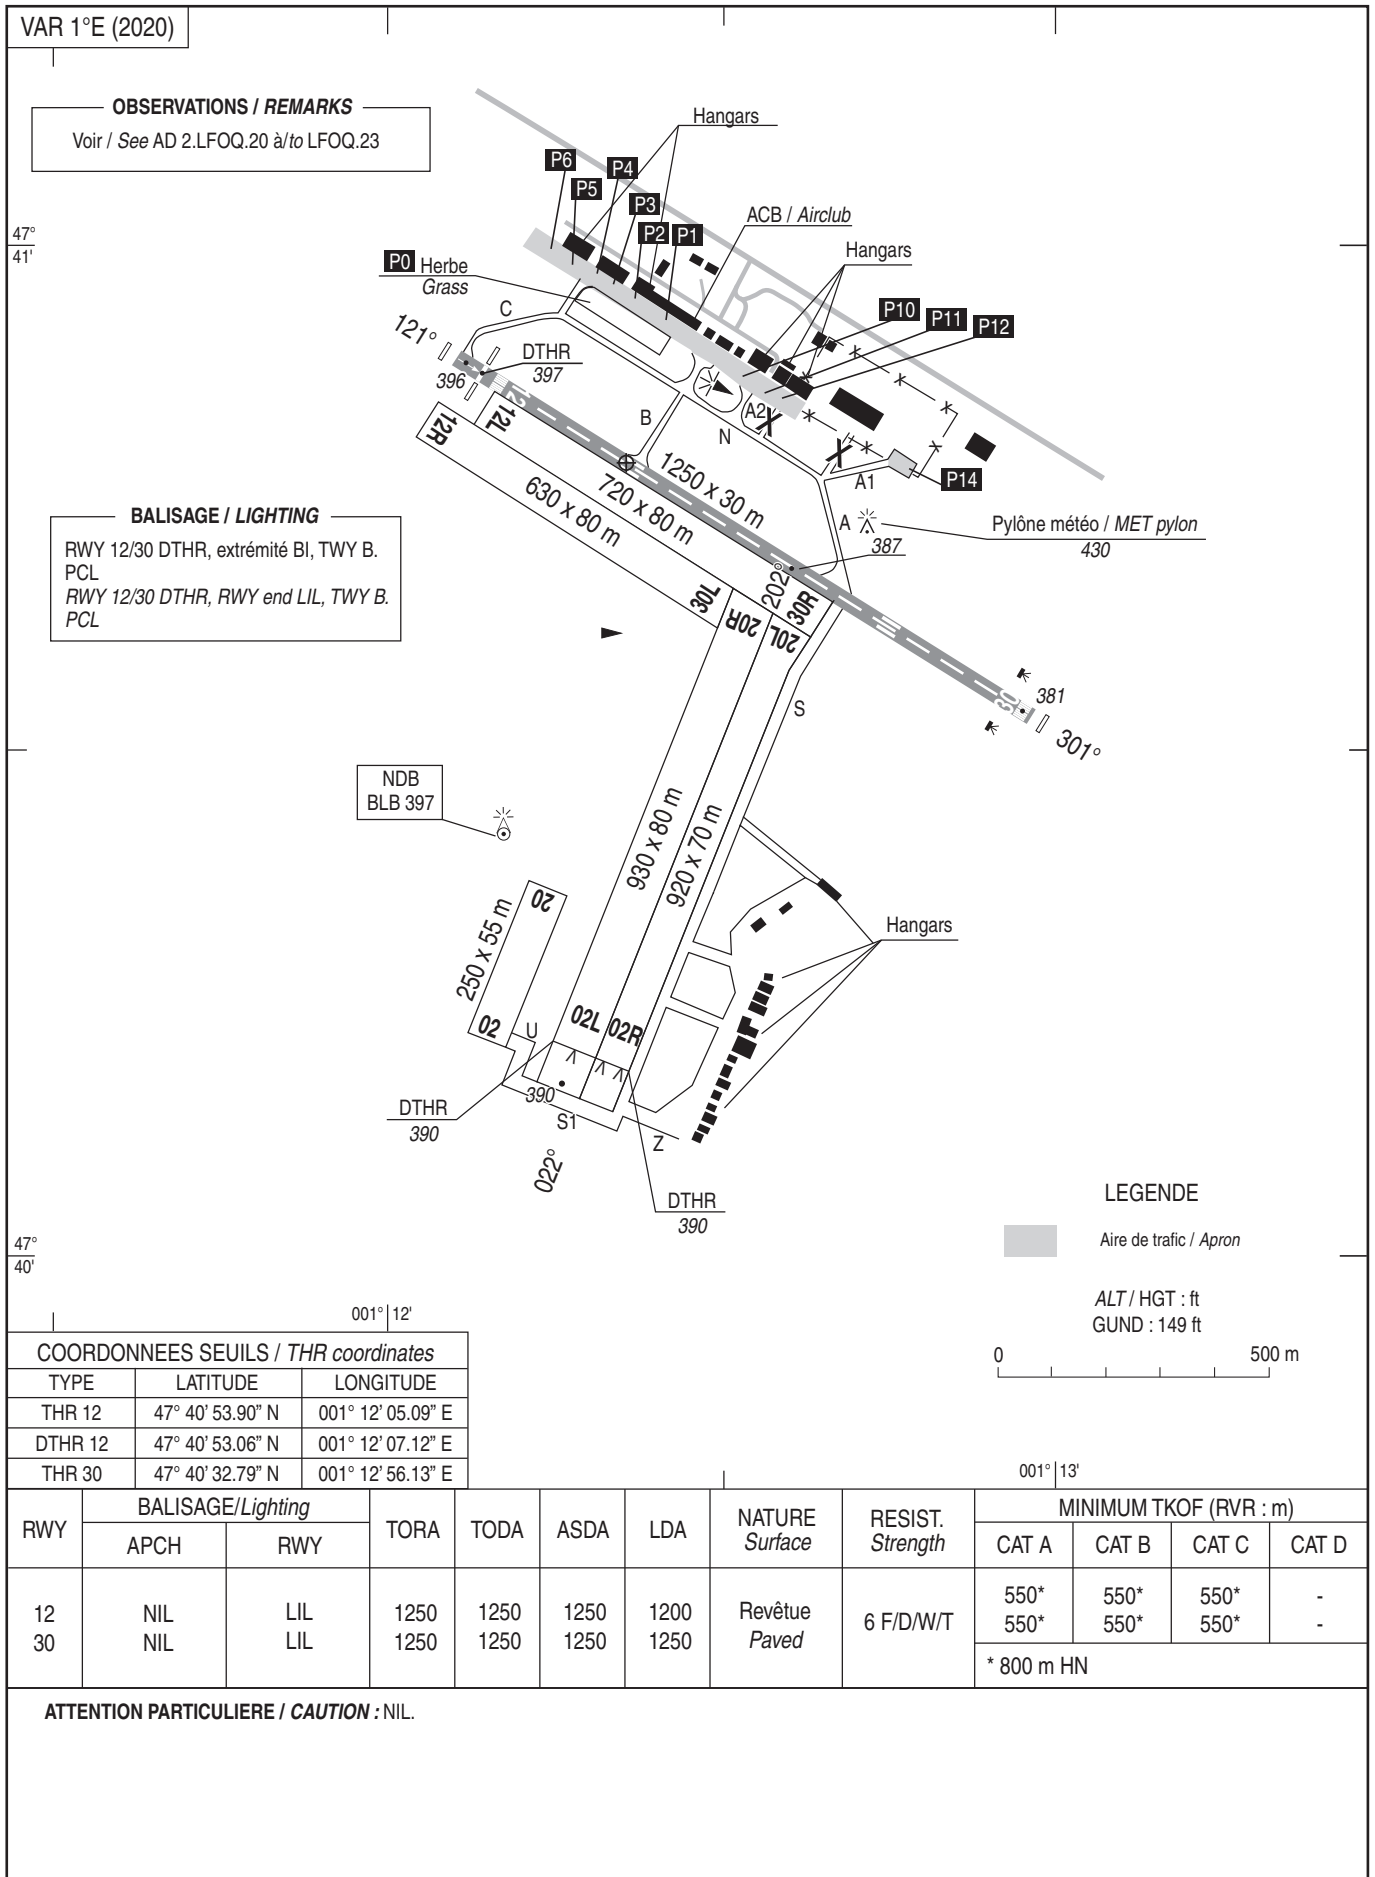 VAR 1°E (2020)
OBSERVATIONS / REMARKS
Voir / See AD 2.LFOQ.20 à/to LFOQ.23
Hangars
P6
P4
P5
P3
P2
P1
ACB / Airclub
Hangars
47°
41'
P0
Herbe
Grass
P10
P11
P12
C
121°
DTHR
397
396
12
12L
12R
B
N
A2
A1
P14
1250 x 30 m
720 x 80 m
630 x 80 m
A
387
Pylône météo / MET pylon
430
BALISAGE / LIGHTING
RWY 12/30 DTHR, extrémité BI, TWY B.
PCL
RWY 12/30 DTHR, RWY end LIL, TWY B.
PCL
202°
30L
20R
30R
20L
S
30
381
301°
NDB
BLB 397
930 x 80 m
920 x 70 m
20
250 x 55 m
02
Hangars
U
02L
02R
390
DTHR
390
S1
Z
022°
DTHR
390
LEGENDE
Aire de trafic / Apron
47°
40'
ALT / HGT : ft
GUND : 149 ft
001° 12'
0 500 m
COORDONNEES SEUILS / THR coordinates
TYPE LATITUDE LONGITUDE
THR 12 47° 40' 53.90” N 001° 12' 05.09” E
DTHR 12 47° 40' 53.06” N 001° 12' 07.12” E
THR 30 47° 40' 32.79” N 001° 12' 56.13” E
001° 13'
RWY BALISAGE/Lighting TORA TODA ASDA LDA NATURE RESIST. MINIMUM TKOF (RVR : m)
APCH RWY Surface Strength CAT A CAT B CAT C CAT D
12 NIL LIL 1250 1250 1250 1200 Revêtue 6 F/D/W/T 550* 550* 550* -
30 NIL LIL 1250 1250 1250 1250 Paved 550* 550* 550* -
* 800 m HN
ATTENTION PARTICULIERE / CAUTION : NIL.